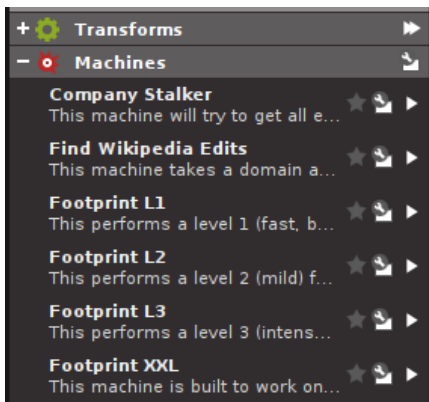 Transforms
Machines
Company Stalker
This machine will try to get all e...
Find Wikipedia Edits
This machine takes a domain a...
Footprint L1
This performs a level 1 (fast, b...
Footprint L2
This performs a level 2 (mild) f...
Footprint L3
This performs a level 3 (intens...
Footprint XXL
This machine is built to work on...